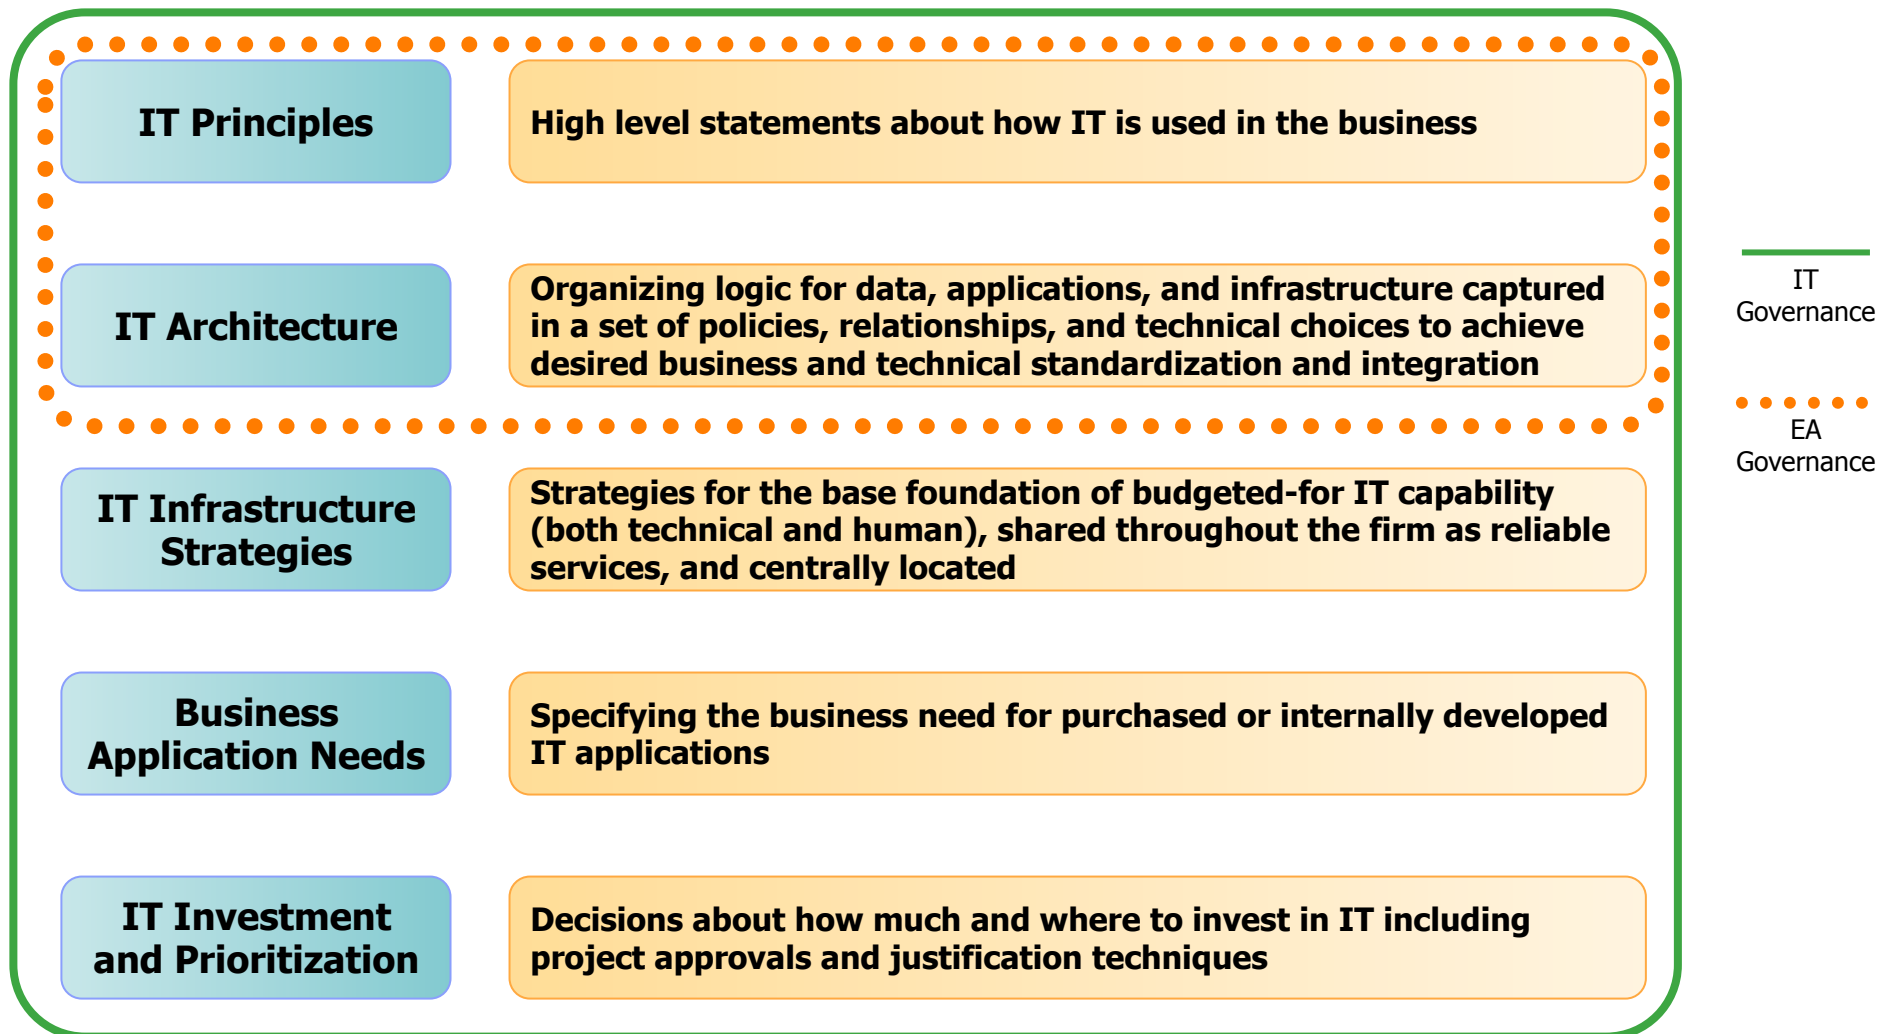 IT Principles
High level statements about how IT is used in the business
IT Architecture
Organizing logic for data, applications, and infrastructure captured
in a set of policies, relationships, and technical choices to achieve
desired business and technical standardization and integration
IT Infrastructure
Strategies
Strategies for the base foundation of budgeted-for IT capability
(both technical and human), shared throughout the firm as reliable
services, and centrally located
Business
Application Needs
Specifying the business need for purchased or internally developed
IT applications
IT Investment
and Prioritization
Decisions about how much and where to invest in IT including
project approvals and justification techniques
IT
Governance
EA
Governance